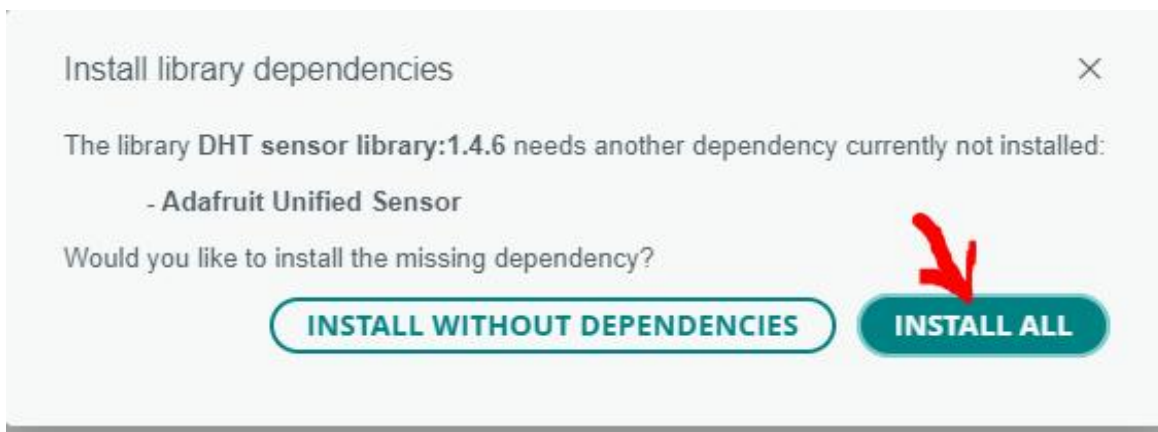 Install library dependencies
The library DHT sensor library:1.4.6 needs another dependency currently not installed:
- Adafruit Unified Sensor
Would you like to install the missing dependency?
INSTALL WITHOUT DEPENDENCIES
INSTALL ALL